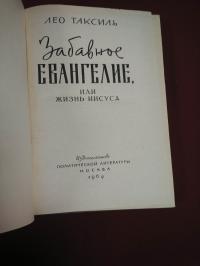 ЛЕО ТАКСИЛЬ
Забавное
ЕВАНГЕЛИЕ,
ИЛИ
ЖИЗНЬ ИИСУСА
Издательство
ПОЛИТИЧЕСКОЙ ЛИТЕРАТУРЫ
МОСКВА
1964